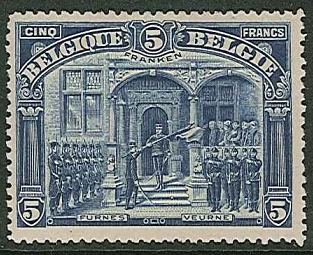 CINQ FRANCS
BELGIQUE 5 BELGIË
FRANKEN
5 5
FURNES VEURNE